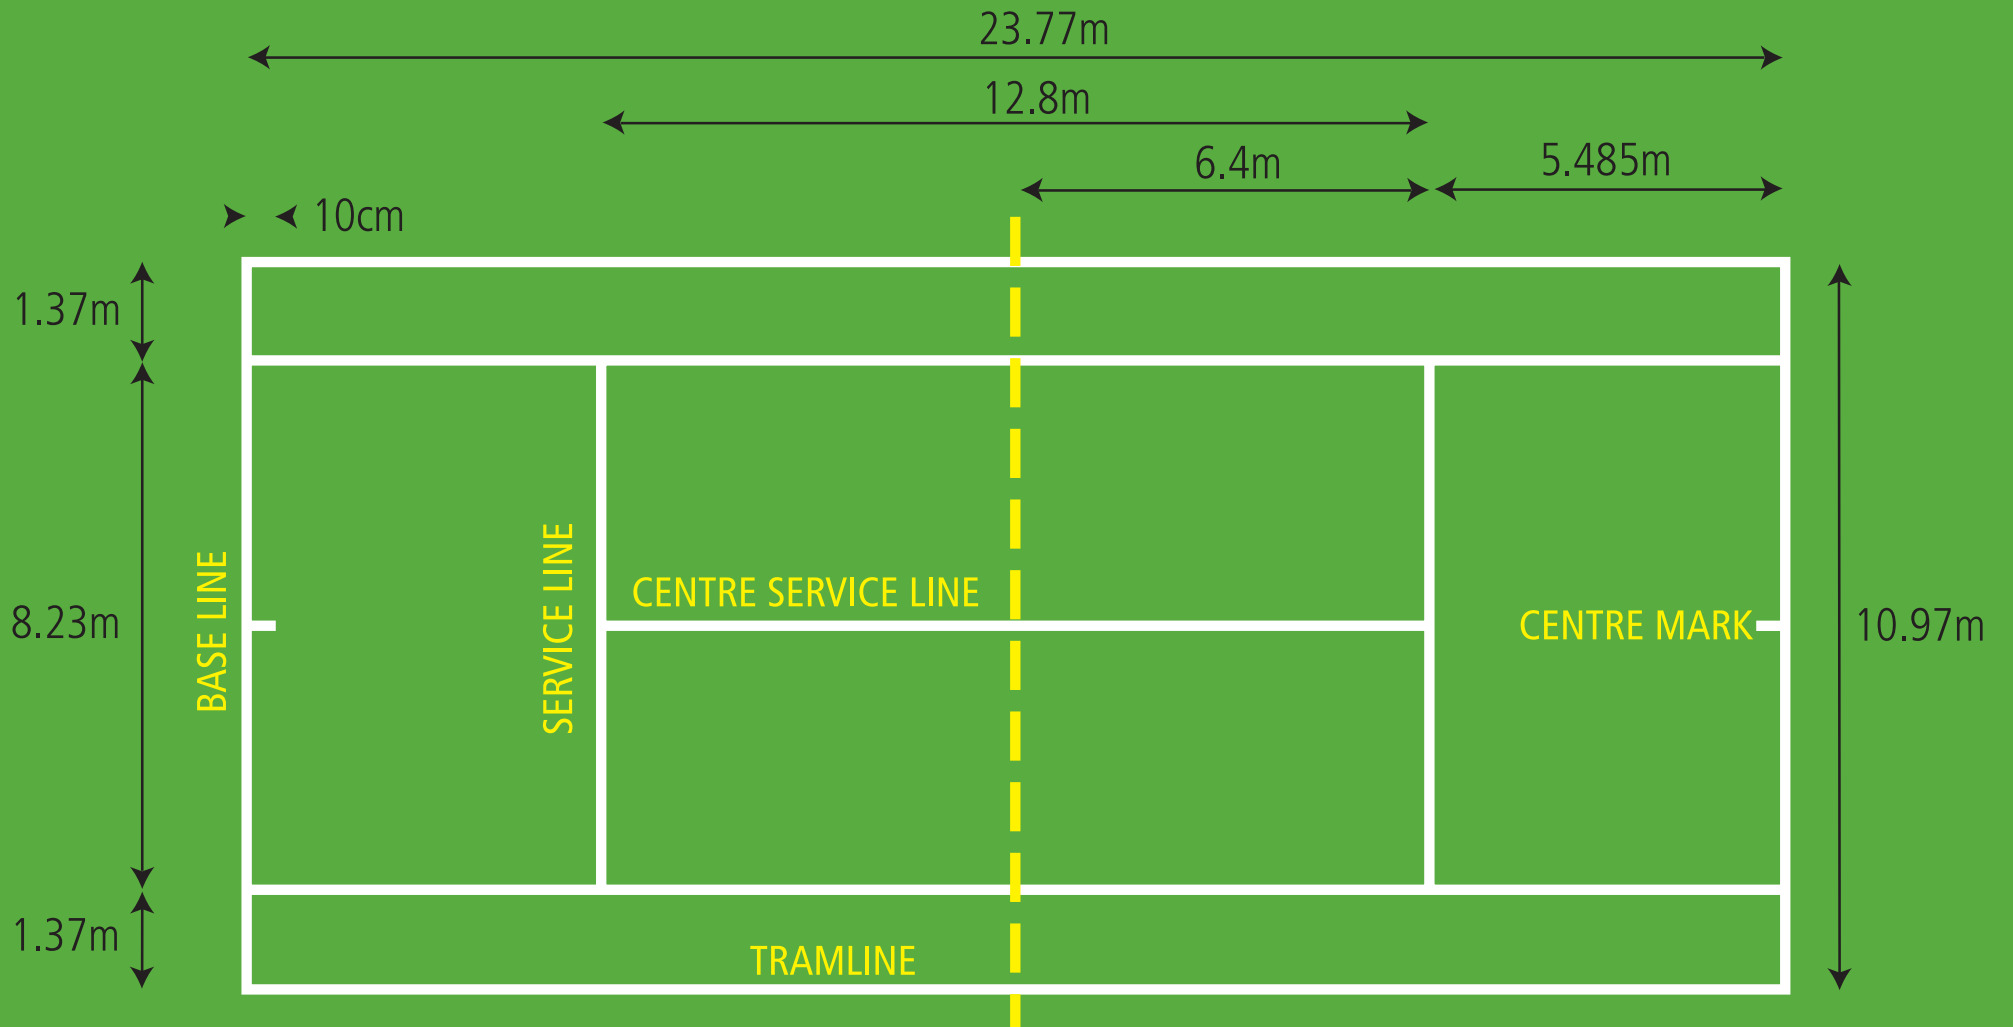 23.77m
12.8m
6.4m
5.485m
10cm
1.37m
8.23m
1.37m
BASE LINE
SERVICE LINE
CENTRE SERVICE LINE
CENTRE MARK
10.97m
TRAMLINE